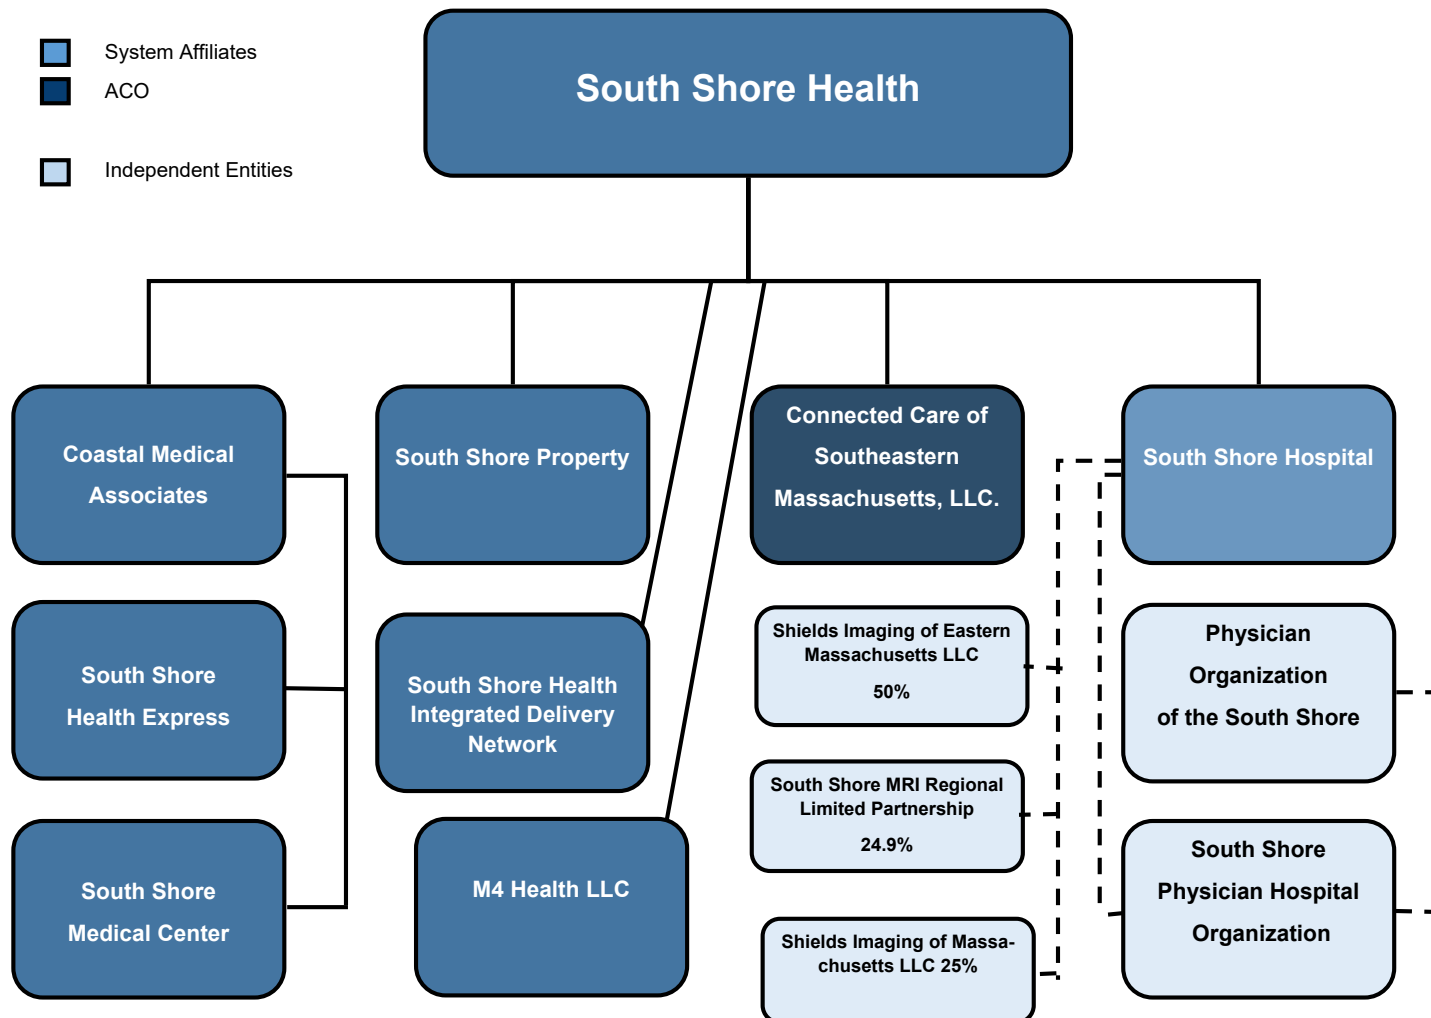 System Affiliates
ACO
Independent Entities
South Shore Health
Coastal Medical
Associates
South Shore Property
Connected Care of
Southeastern
Massachusetts, LLC.
South Shore Hospital
South Shore
Health Express
South Shore Health
Integrated Delivery
Network
Shields Imaging of Eastern
Massachusetts LLC
50%
Physician
Organization
of the South Shore
South Shore MRI Regional
Limited Partnership
24.9%
South Shore
Medical Center
M4 Health LLC
Shields Imaging of Massa-
chusetts LLC 25%
South Shore
Physician Hospital
Organization